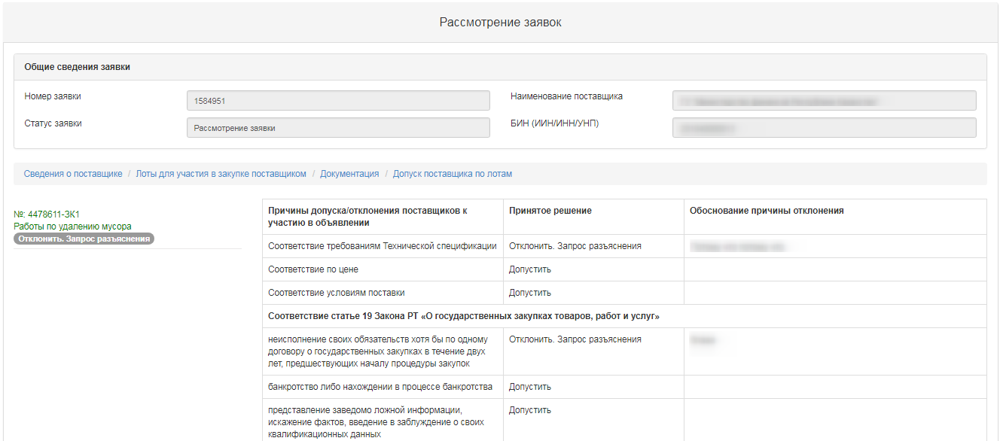 Рассмотрение заявок
Общие сведения заявки
Номер заявки
1584951
Наименование поставщика
Статус заявки
Рассмотрение заявки
БИН (ИИН/ИНН/УНП)
Сведения о поставщике / Лоты для участия в закупке поставщиком / Документация / Допуск поставщика по лотам
№: 4478611-ЗК1
Работы по удалению мусора
Отклонить. Запрос разъяснения
Причины допуска/отклонения поставщиков к
участию в объявлении
Принятое решение
Обоснование причины отклонения
Соответствие требованиям Технической спецификации
Отклонить. Запрос разъяснения
Соответствие по цене
Допустить
Соответствие условиям поставки
Допустить
Соответствие статье 19 Закона РТ «О государственных закупках товаров, работ и услуг»
неисполнение своих обязательств хотя бы по одному
договору о государственных закупках в течение двух
лет, предшествующих началу процедуры закупок
Отклонить. Запрос разъяснения
банкротство либо нахождении в процессе банкротства
Допустить
представление заведомо ложной информации,
искажение фактов, введение в заблуждение о своих
квалификационных данных
Допустить